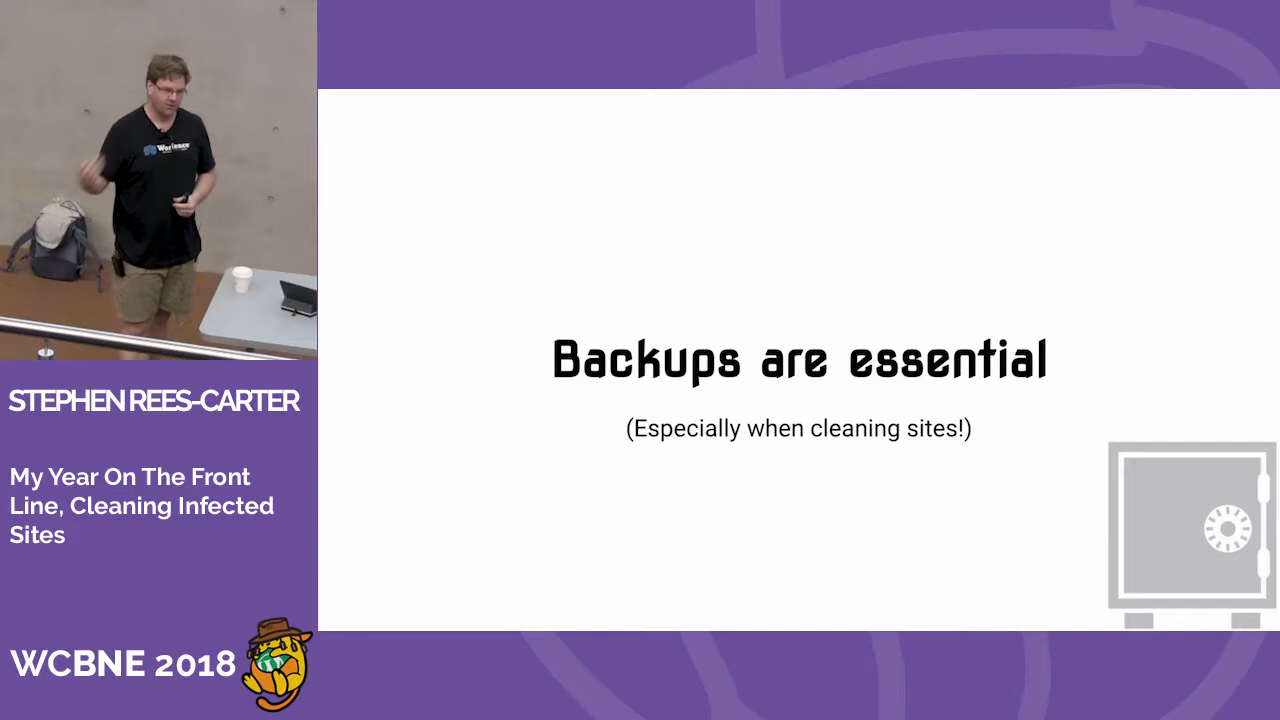 STEPHEN REES-CARTER
My Year On The Front
Line, Cleaning Infected
Sites
WCBNE 2018
Backups are essential
(Especially when cleaning sites!)